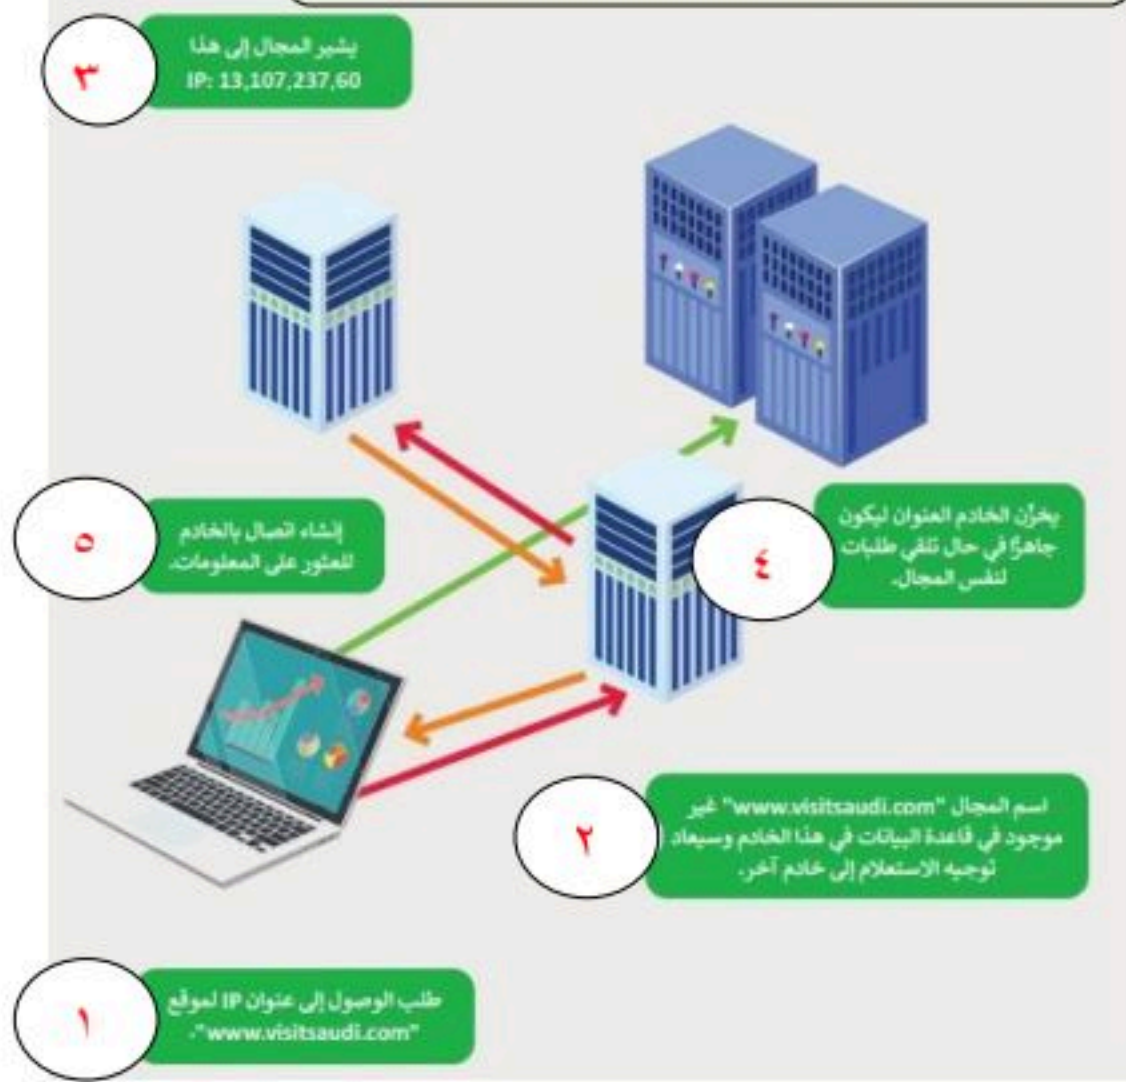 ٣
يشير المجال إلى هذا
IP: 13,107,237,60
٥
إنشاء اتصال بالخادم
للعثور على المعلومات.
٤
يخزّن الخادم العنوان ليكون
جاهزًا في حال تلقي طلبات
لنفس المجال.
٢
اسم المجال "www.visitsaudi.com" غير
موجود في قاعدة البيانات في هذا الخادم وسيعاد
توجيه الاستعلام إلى خادم آخر.
١
طلب الوصول إلى عنوان IP لموقع
"www.visitsaudi.com".